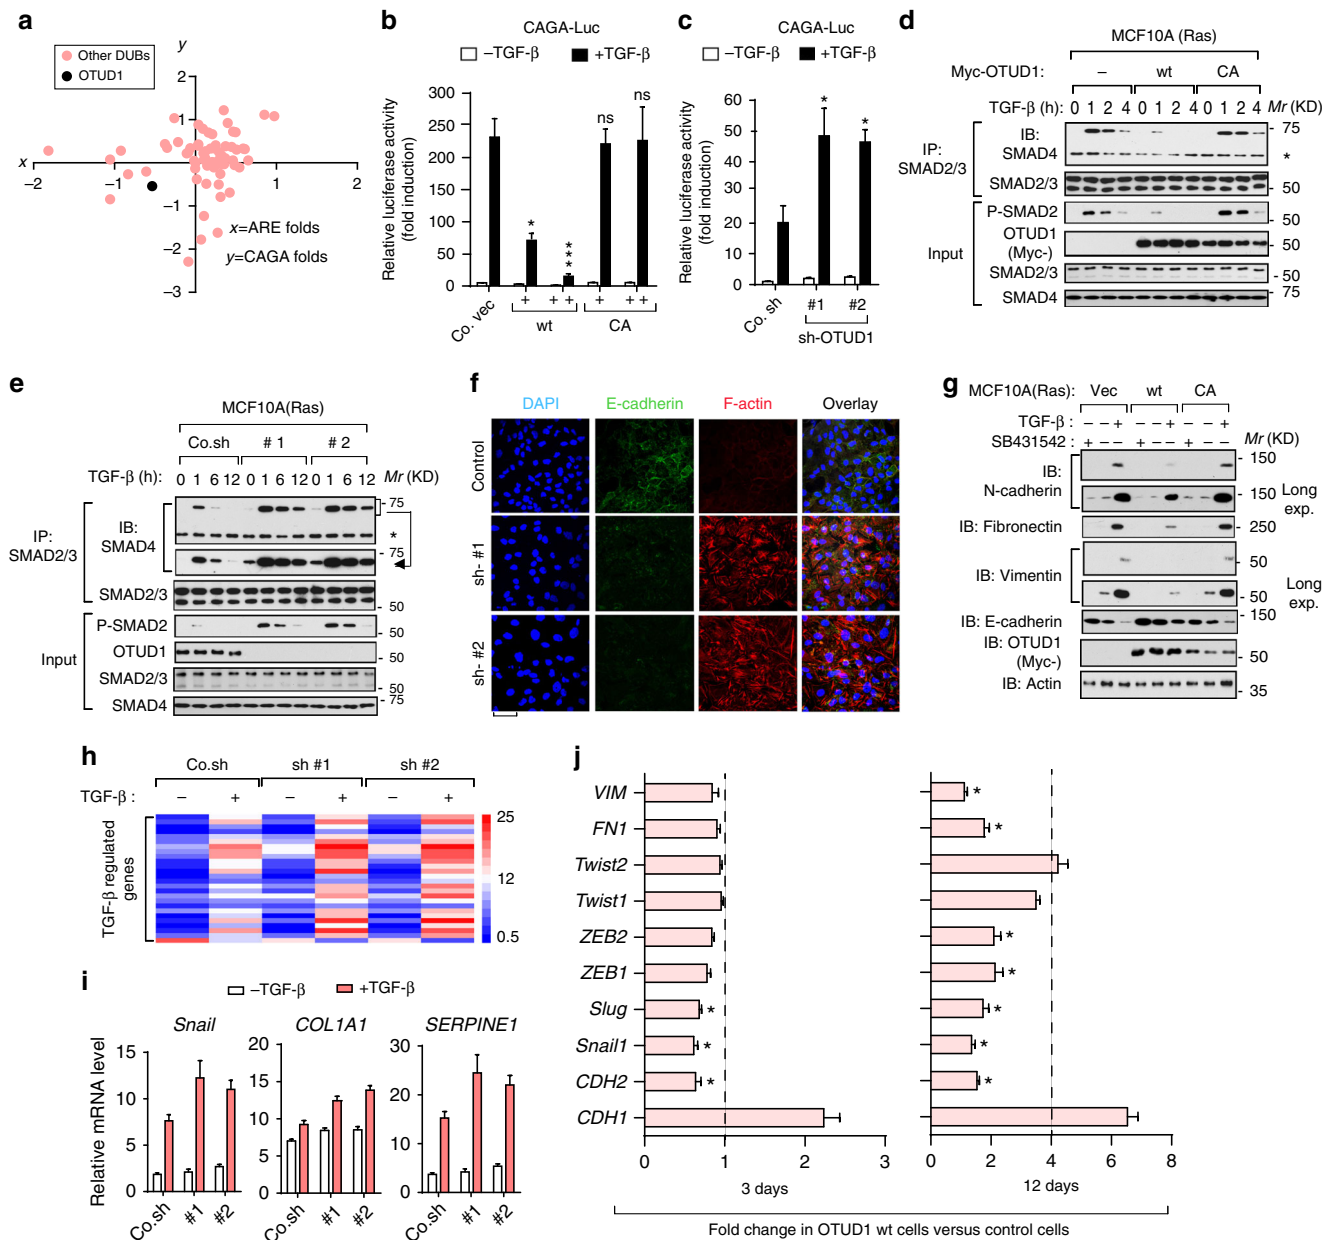 a
Other DUBs
OTUD1
y
x
2
1
−1
−2
−3
−2
−1
0
1
2
x=ARE folds
y=CAGA folds
b
CAGA-Luc
−TGF-β
+TGF-β
Relative luciferase activity
(fold induction)
300
250
200
150
100
50
0
*
***
ns
ns
Co. vec
+
+ +
+
+ +
wt
CA
c
CAGA-Luc
−TGF-β
+TGF-β
Relative luciferase activity
(fold induction)
60
50
40
30
20
10
0
*
*
Co. sh
#1
#2
sh-OTUD1
d
MCF10A (Ras)
Myc-OTUD1:
–
wt
CA
TGF-β (h):
0 1 2 4 0 1 2 4 0 1 2 4
Mr (KD)
IP:
SMAD2/3
IB:
SMAD4
75
*
SMAD2/3
50
Input
P-SMAD2
50
OTUD1
(Myc-)
50
SMAD2/3
50
SMAD4
75
e
MCF10A(Ras)
Co.sh
# 1
# 2
TGF-β (h):
0 1 6 12 0 1 6 12 0 1 6 12
Mr (KD)
IP:
SMAD2/3
IB:
SMAD4
75
*
75
SMAD2/3
50
Input
P-SMAD2
50
OTUD1
50
SMAD2/3
50
SMAD4
75
f
DAPI
E-cadherin
F-actin
Overlay
Control
sh- #1
sh- #2
g
MCF10A(Ras):
Vec
wt
CA
TGF-β
– – + – – + – – +
SB431542 :
+ – – + – – + – –
Mr (KD)
IB:
N-cadherin
150
150
Long
exp.
IB: Fibronectin
250
IB: Vimentin
50
50
Long
exp.
IB: E-cadherin
150
IB: OTUD1
(Myc-)
50
IB: Actin
35
h
Co.sh
sh #1
sh #2
TGF-β :
–
+
–
+
–
+
TGF-β regulated
genes
25
12
0.5
i
−TGF-β
+TGF-β
Relative mRNA level
Snail
15
10
5
0
Co.sh
#1
#2
COL1A1
20
15
10
5
0
Co.sh
#1
#2
SERPINE1
30
20
10
0
Co.sh
#1
#2
j
VIM
*
FN1
*
Twist2
Twist1
ZEB2
*
ZEB1
*
Slug
*
*
Snail1
*
*
CDH2
*
*
CDH1
0
1
2
3
3 days
0
2
4
6
8
12 days
Fold change in OTUD1 wt cells versus control cells